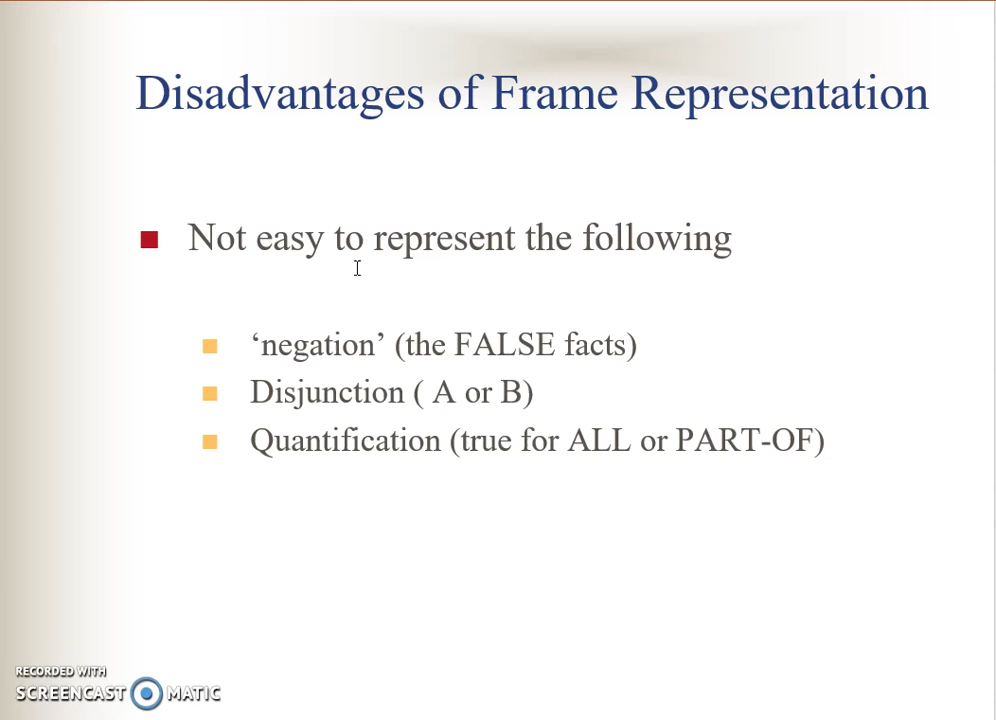 Disadvantages of Frame Representation
Not easy to represent the following
‘negation’ (the FALSE facts)
Disjunction ( A or B)
Quantification (true for ALL or PART-OF)
RECORDED WITH
SCREENCAST MATIC